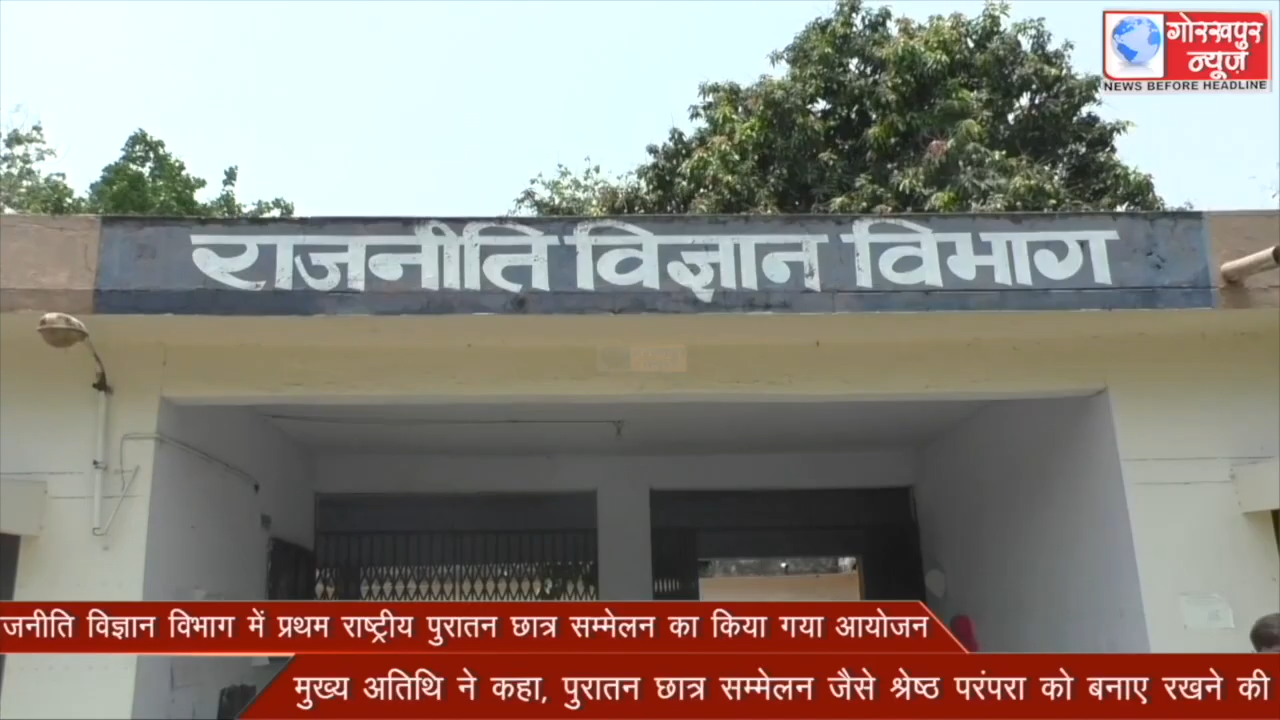 गोरखपुर
न्यूज़
NEWS BEFORE HEADLINE
राजनीति विज्ञान विभाग
जनीति विज्ञान विभाग में प्रथम राष्ट्रीय पुरातन छात्र सम्मेलन का किया गया आयोजन
मुख्य अतिथि ने कहा, पुरातन छात्र सम्मेलन जैसे श्रेष्ठ परंपरा को बनाए रखने की